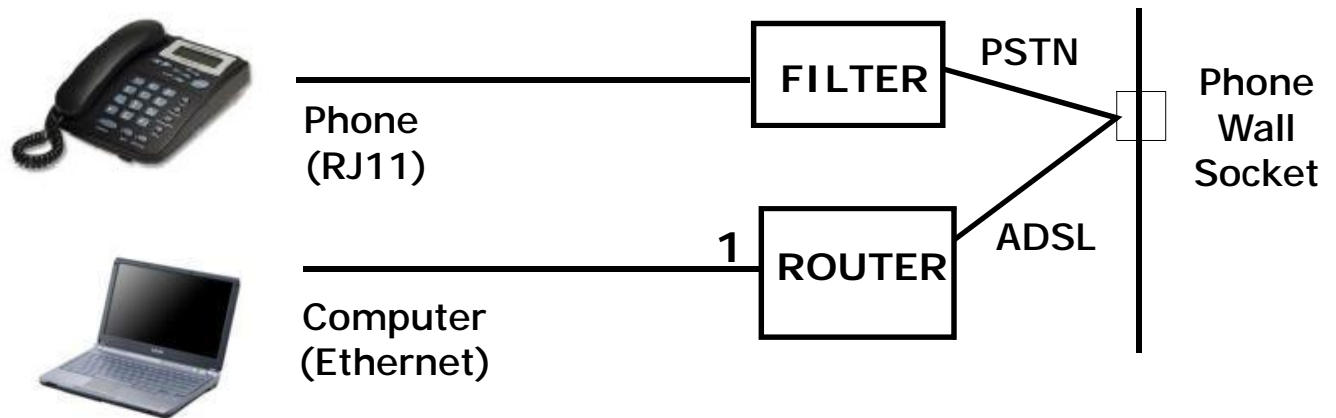 FILTER
PSTN
Phone
Wall
Socket
Phone
(RJ11)
1
ROUTER
ADSL
Computer
(Ethernet)